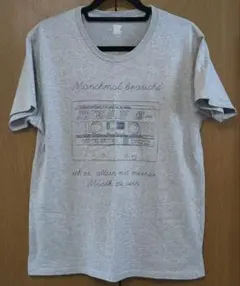 Manchmal brauche
ich es, allein mit meiner
Musik zu sein